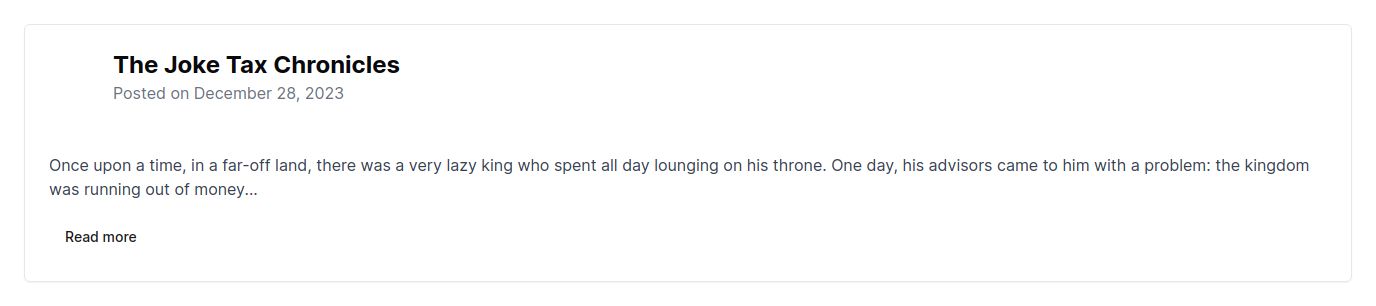 The Joke Tax Chronicles
Posted on December 28, 2023
Once upon a time, in a far-off land, there was a very lazy king who spent all day lounging on his throne. One day, his advisors came to him with a problem: the kingdom
was running out of money...
Read more